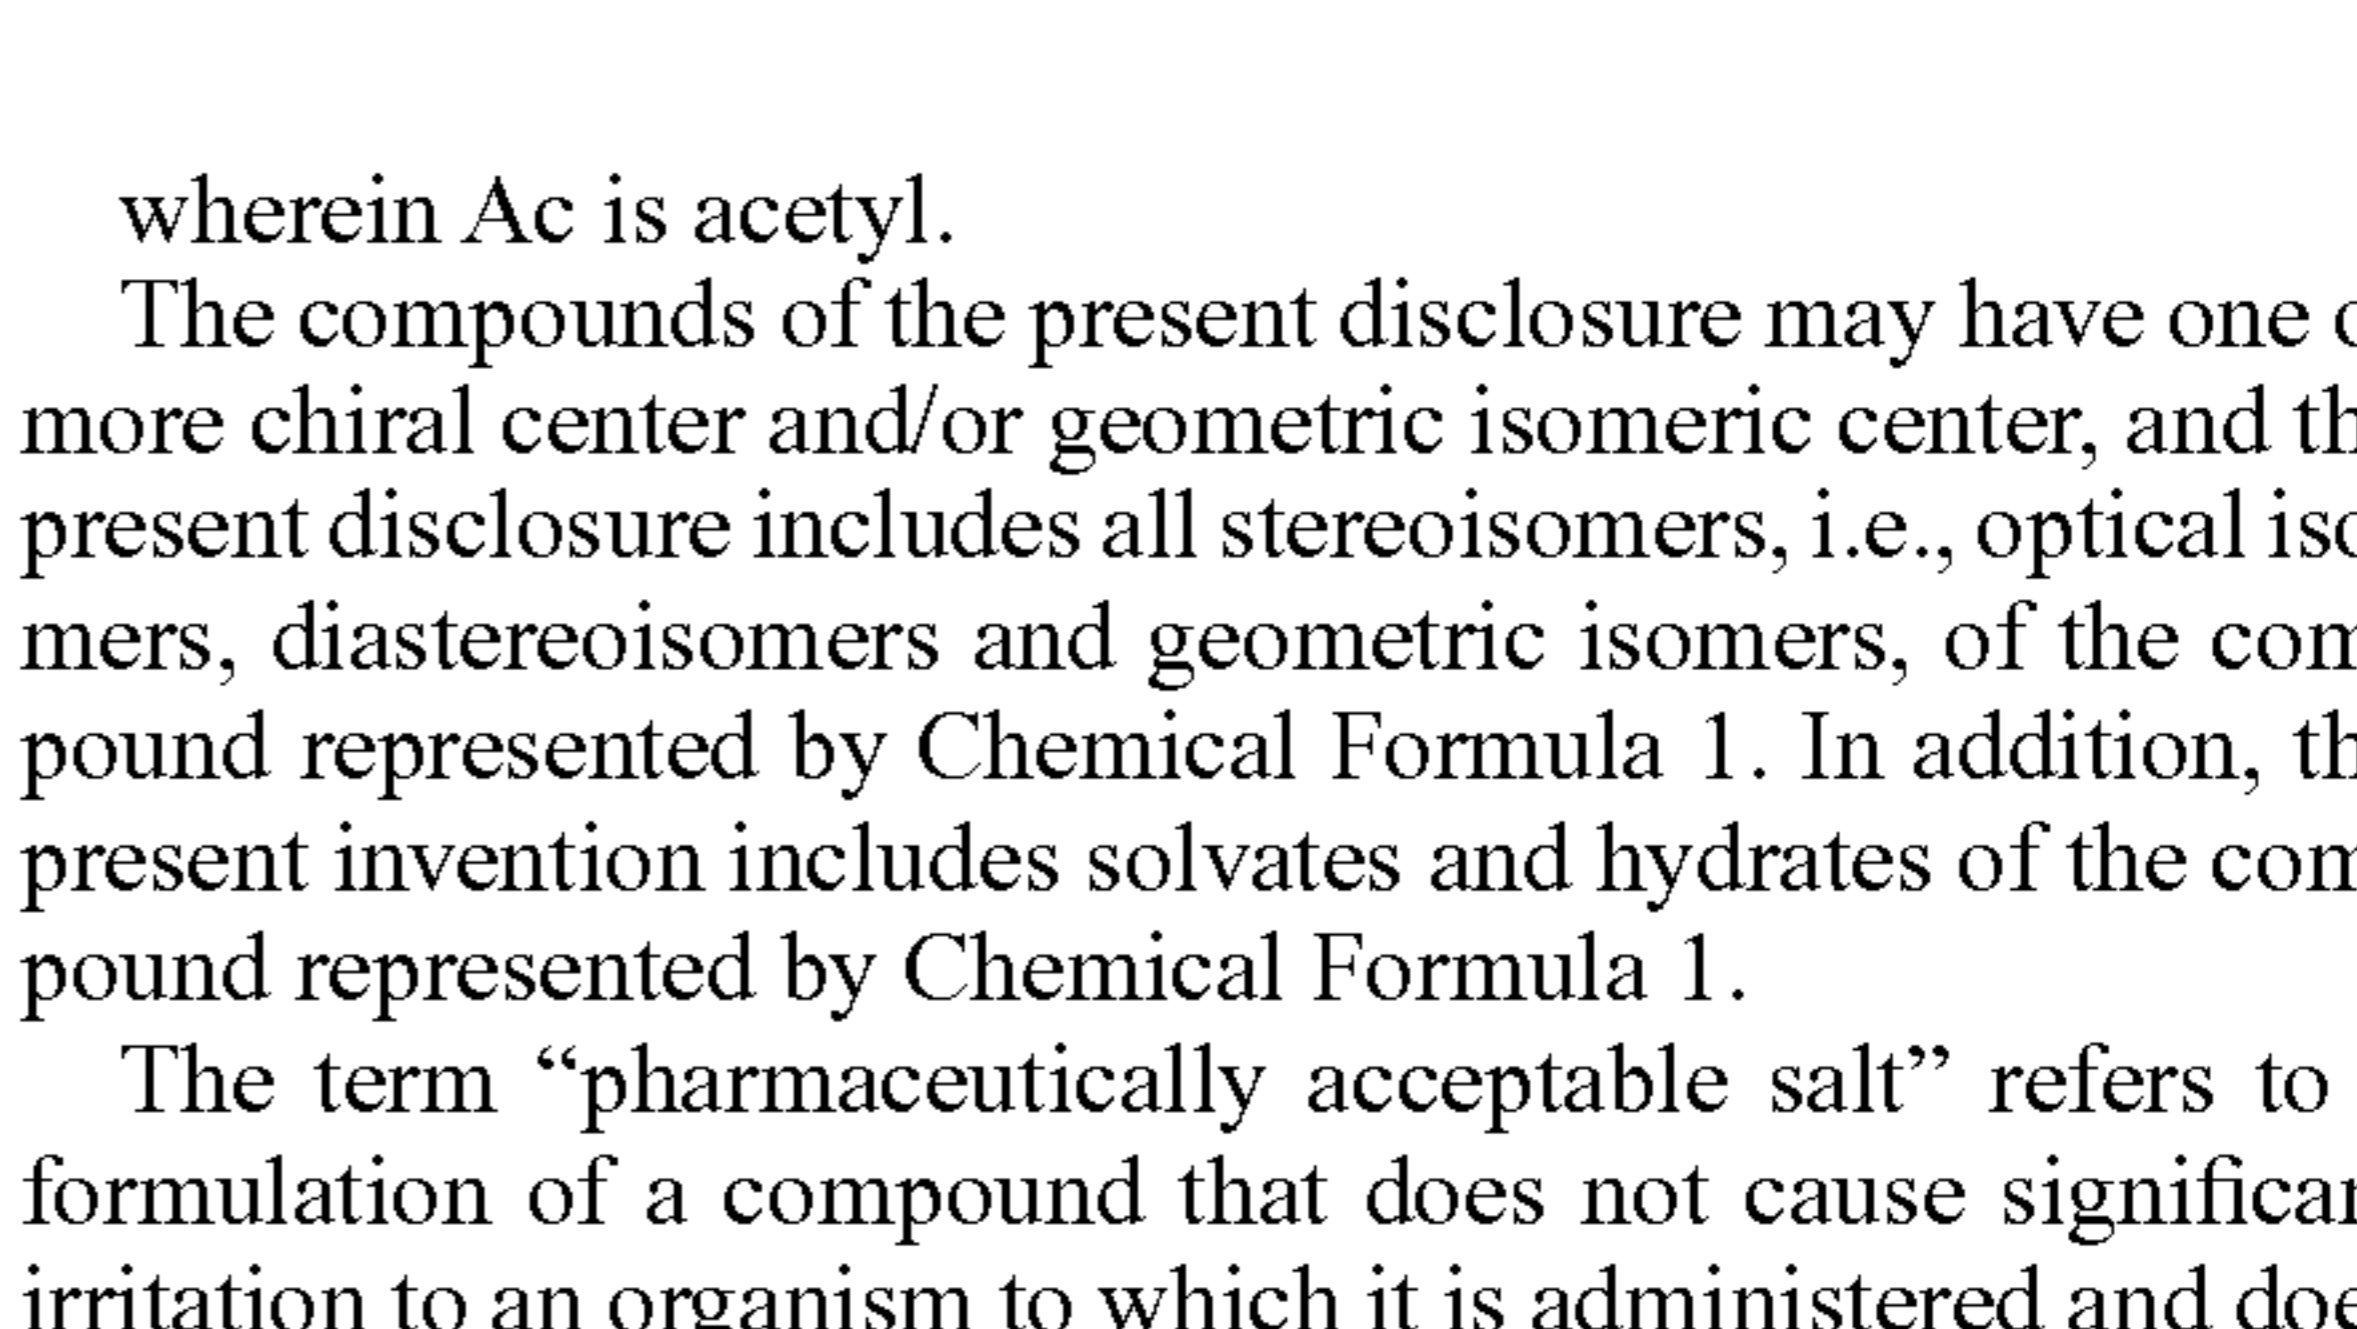 wherein Ac is acetyl.
The compounds of the present disclosure may have one
more chiral center and/or geometric isomeric center, and
present disclosure includes all stereoisomers, i.e., optical
mers, diastereoisomers and geometric isomers, of the com
pound represented by Chemical Formula 1. In addition,
present invention includes solvates and hydrates of the com
pound represented by Chemical Formula 1.
The term “pharmaceutically acceptable salt” refers to
formulation of a compound that does not cause
irritation to an organism to which it is administered and